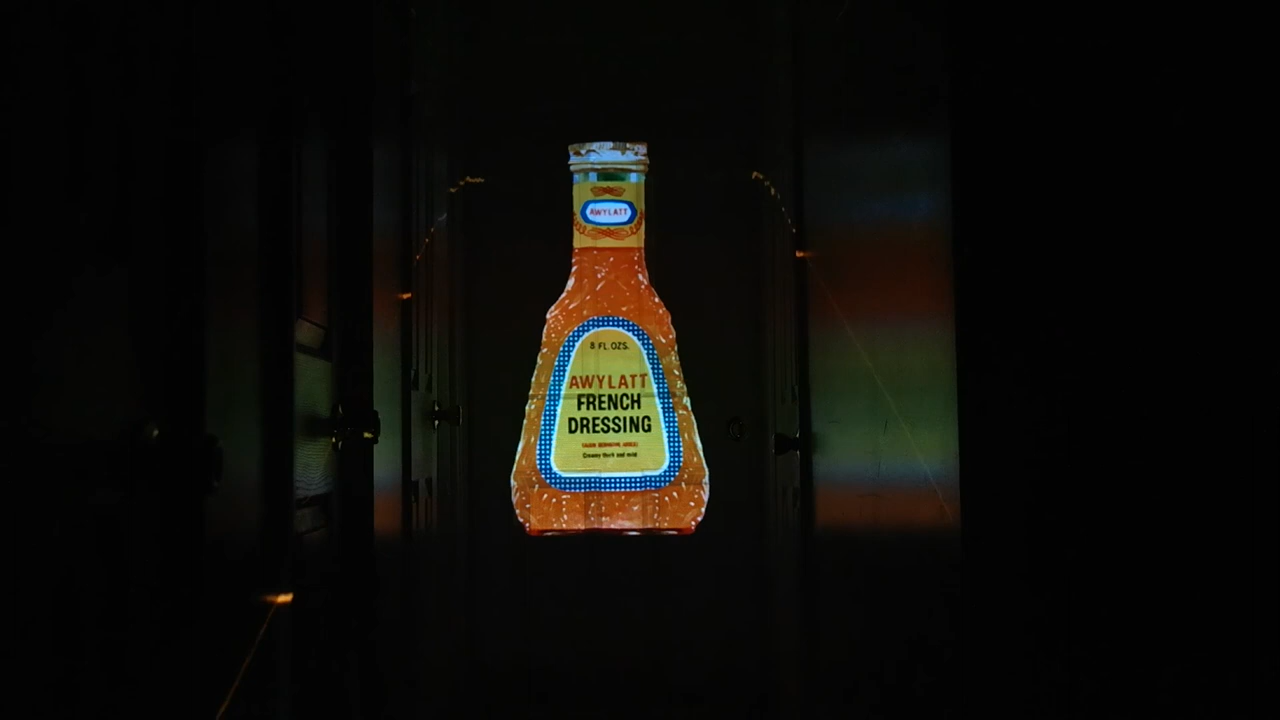 AWYLATT
8 FL. OZS.
AWYLATT
FRENCH
DRESSING
Creamy thick and mild